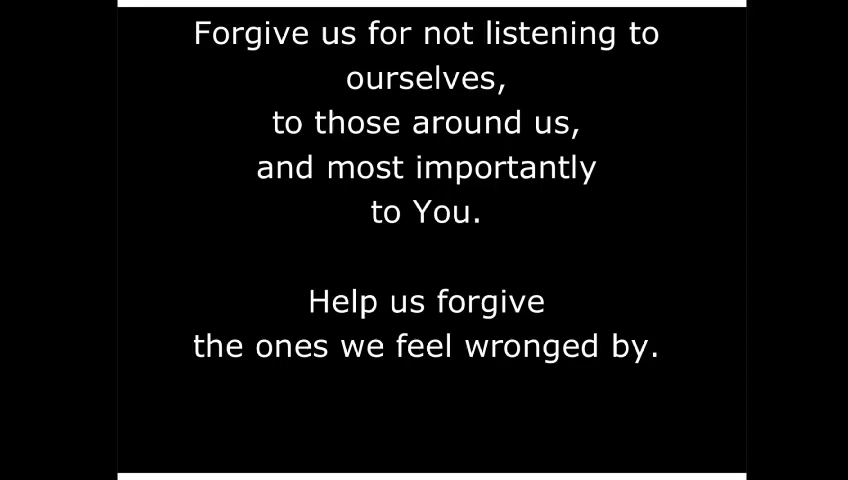 Forgive us for not listening to
ourselves,
to those around us,
and most importantly
to You.
Help us forgive
the ones we feel wronged by.